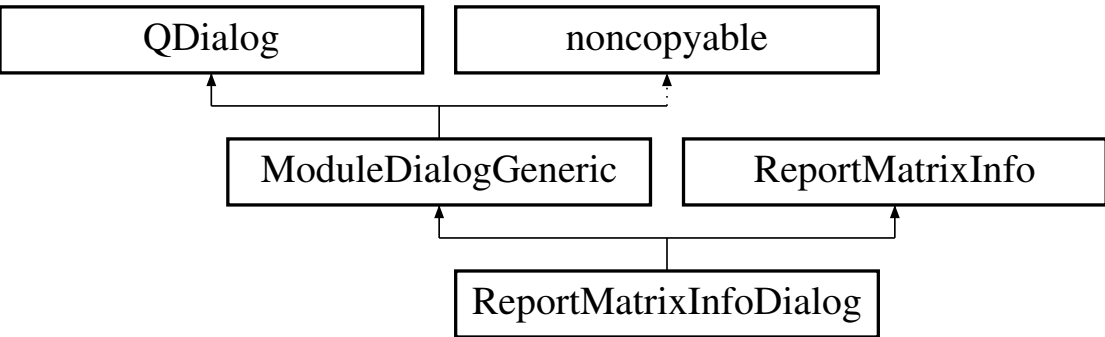 QDialog
noncopyable
ModuleDialogGeneric
ReportMatrixInfo
ReportMatrixInfoDialog